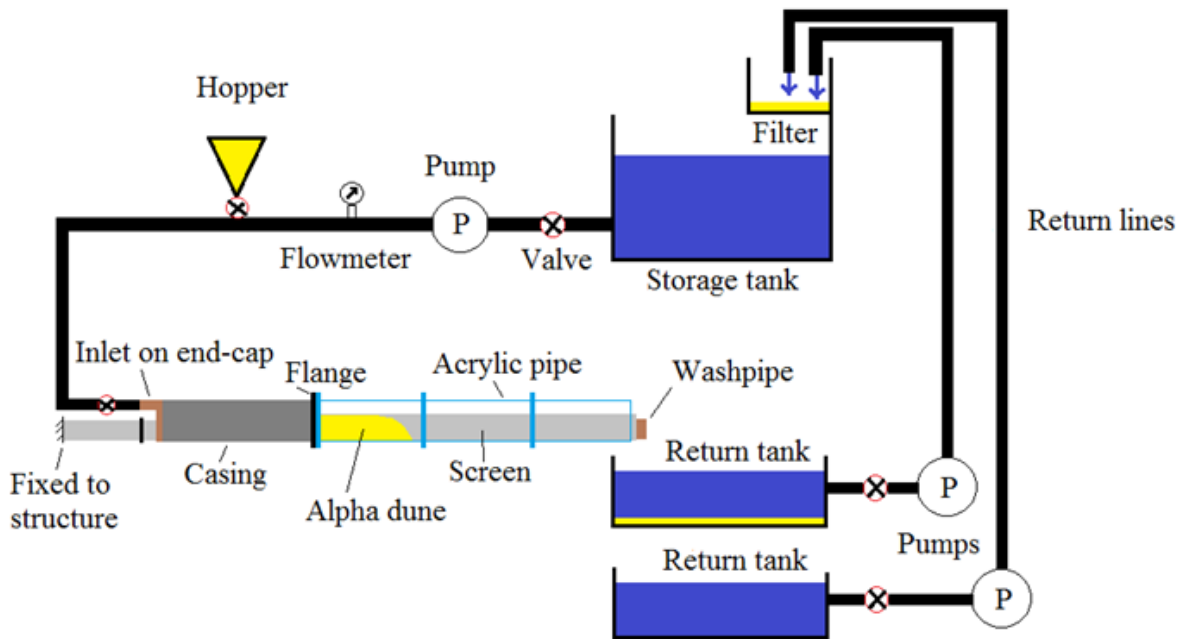 Hopper
Pump
P
Filter
Flowmeter
Valve
Storage tank
Return lines
Inlet on end-cap
Flange
Acrylic pipe
Washpipe
Fixed to
structure
Casing
Alpha dune
Screen
Return tank
P
Pumps
Return tank
P